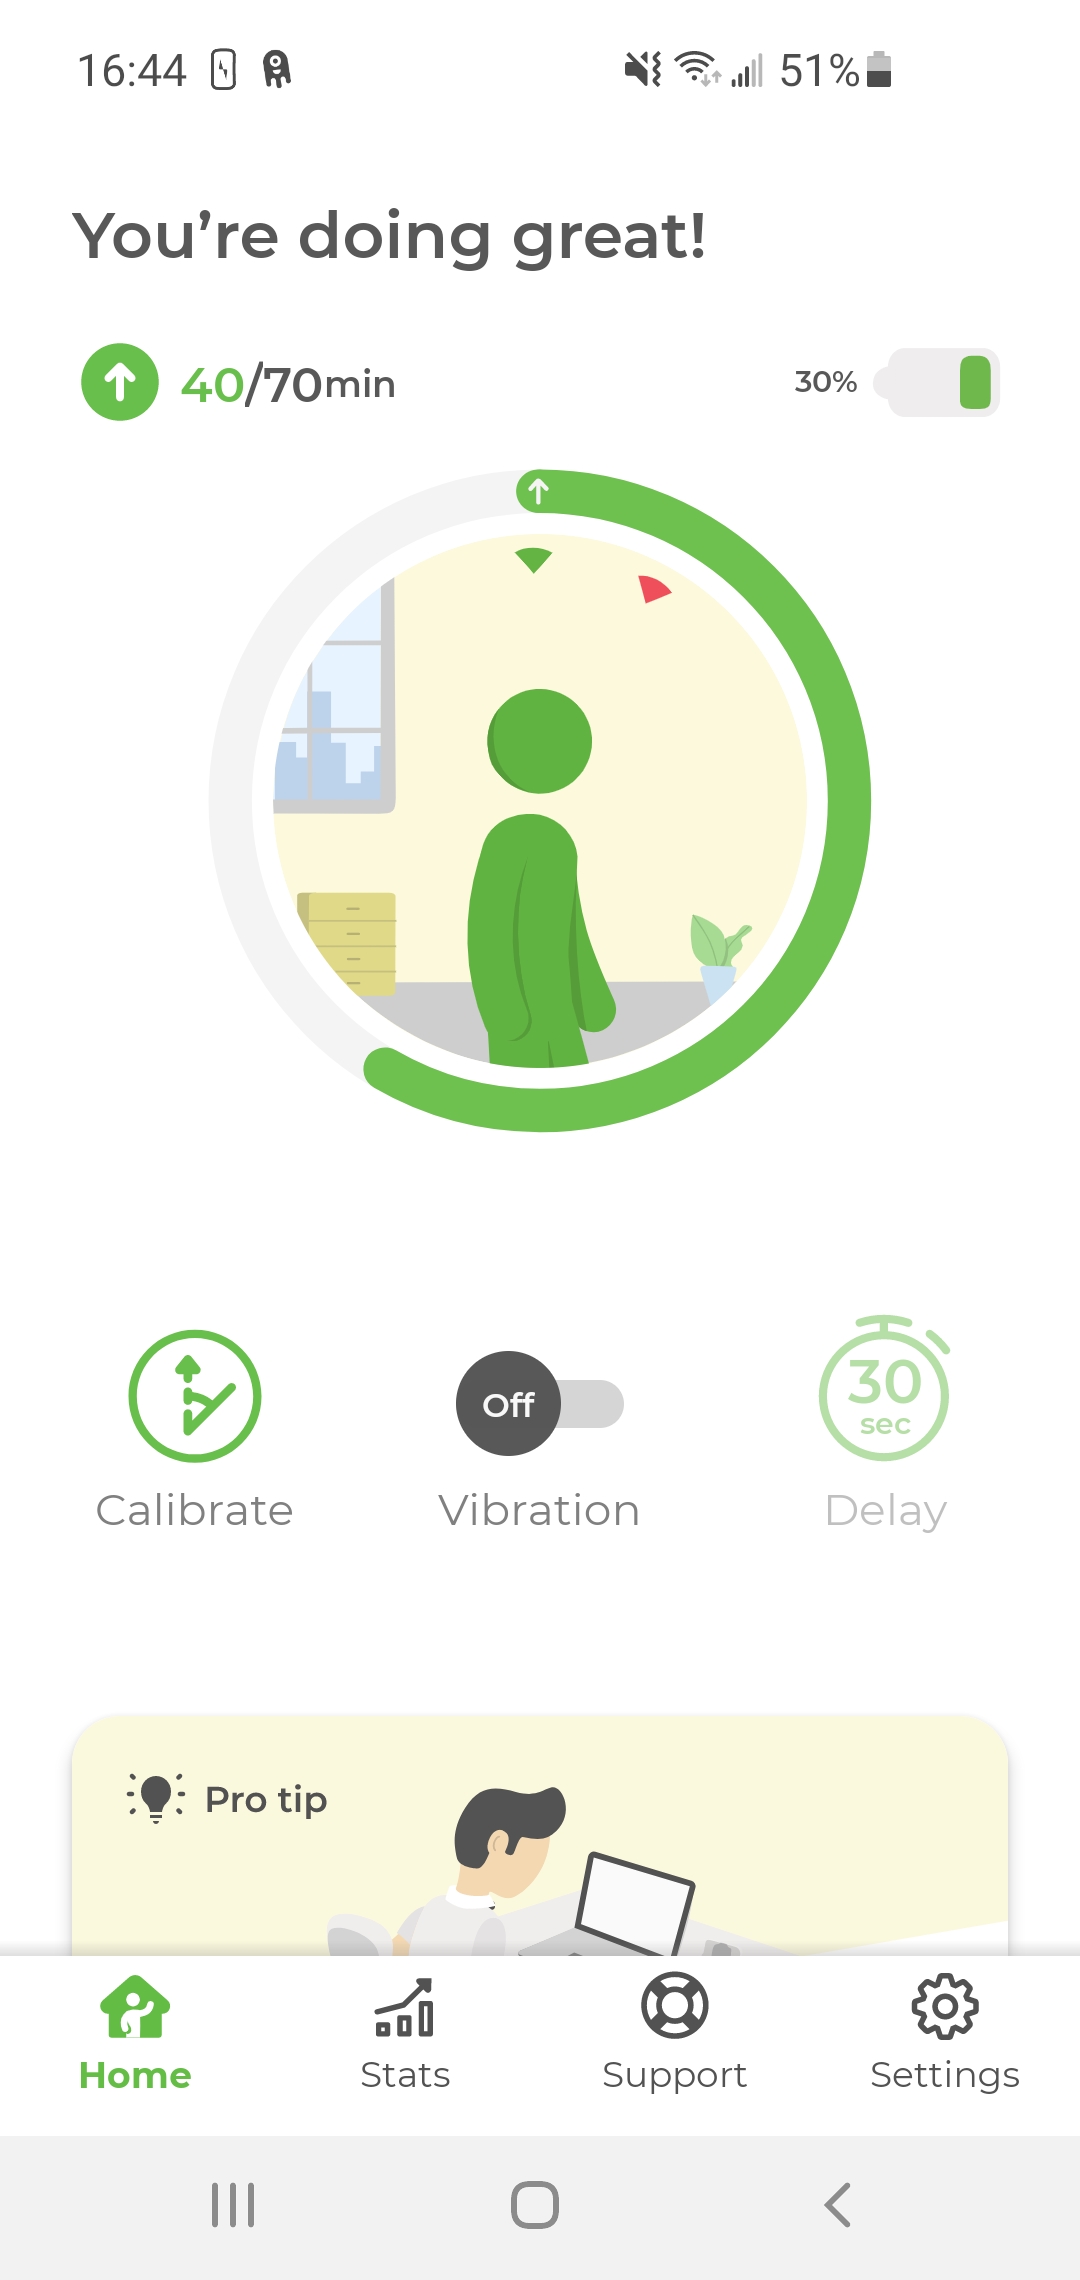 16:44 51%
You're doing great!
40/70min 30%
Off
30
sec
Calibrate Vibration Delay
Pro tip
Home Stats Support Settings